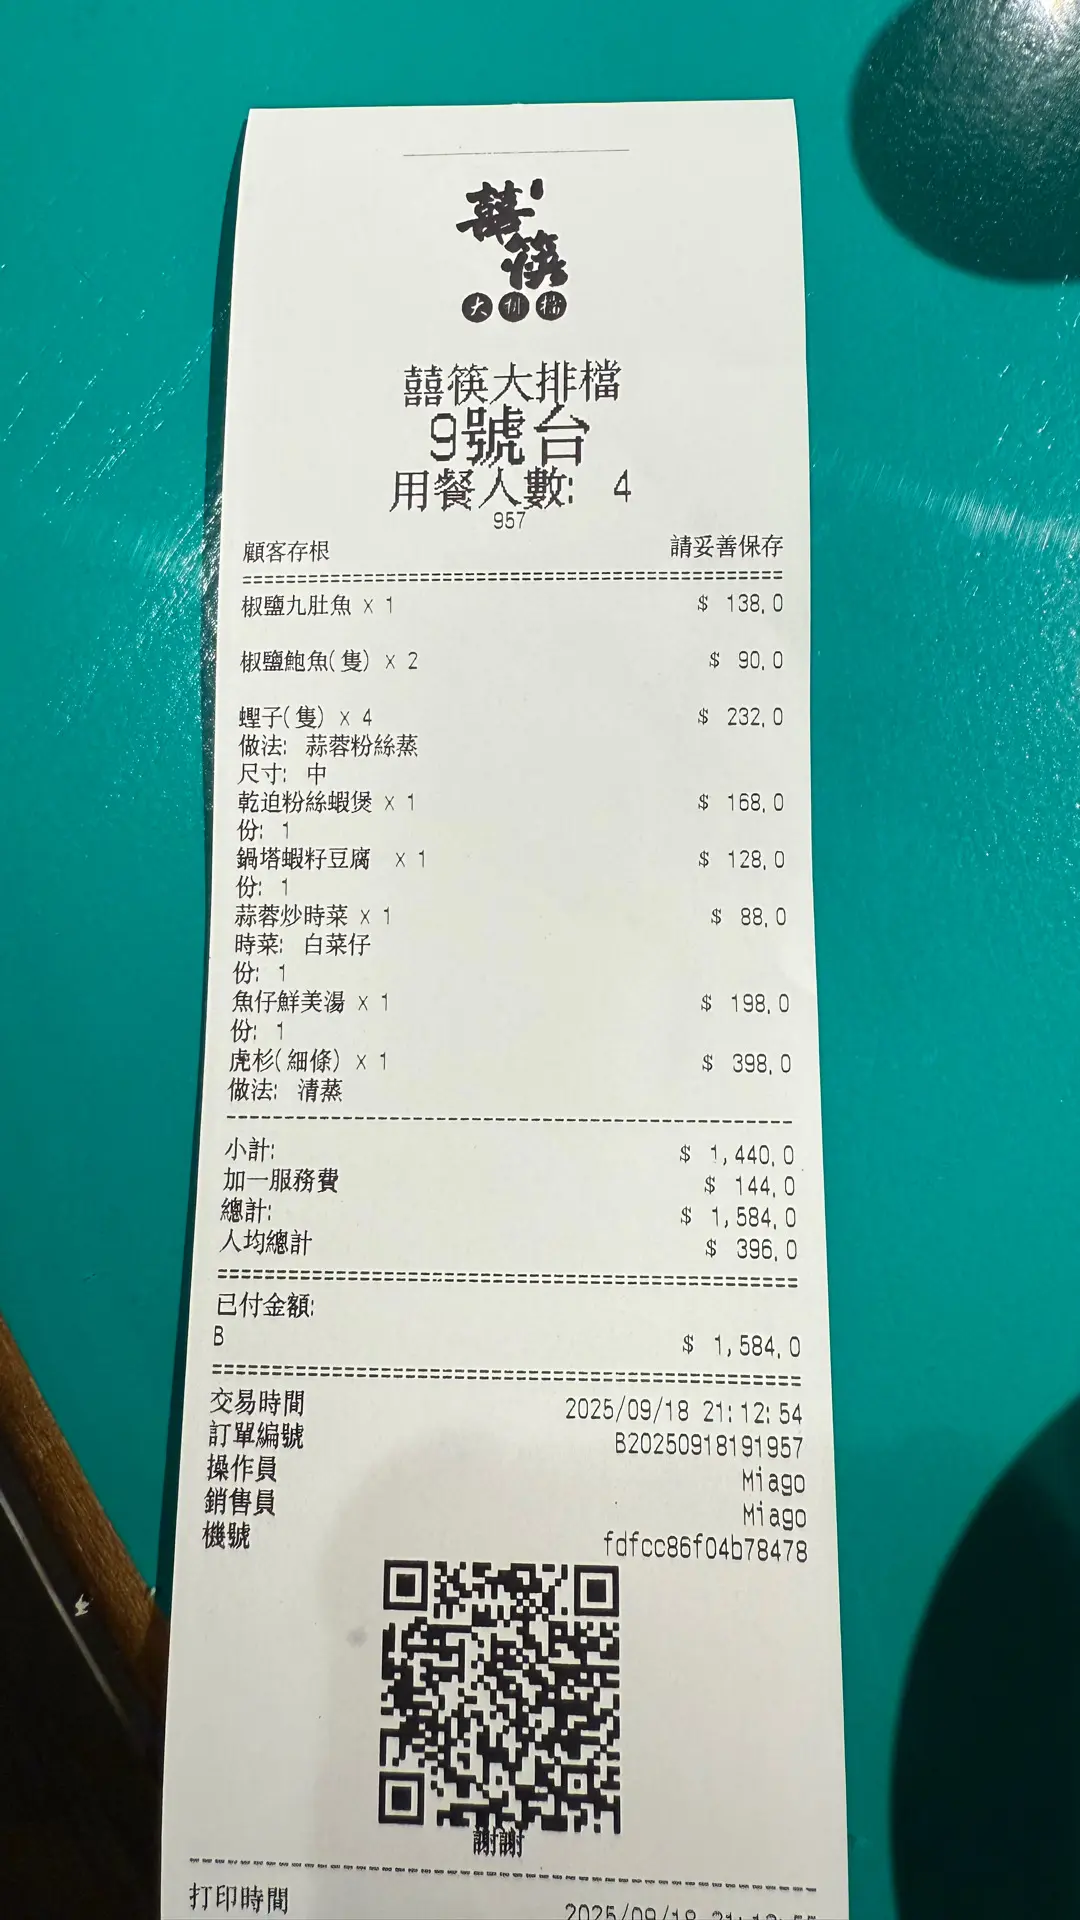 囍筷
大排檔
囍筷大排檔
9號台
用餐人數: 4
957
顧客存根 請妥善保存
椒鹽九肚魚 x 1 $ 138.0
椒鹽鮑魚(隻) x 2 $ 90.0
蟶子(隻) x 4 $ 232.0
做法: 蒜蓉粉絲蒸
尺寸: 中
乾迫粉絲蝦煲 x 1 $ 168.0
份: 1
鍋塔蝦籽豆腐 x 1 $ 128.0
份: 1
蒜蓉炒時菜 x 1 $ 88.0
時菜: 白菜仔
份: 1
魚仔鮮美湯 x 1 $ 198.0
份: 1
虎杉(細條) x 1 $ 398.0
做法: 清蒸
小計: $ 1,440.0
加一服務費 $ 144.0
總計: $ 1,584.0
人均總計 $ 396.0
已付金額:
B $ 1,584.0
交易時間 2025/09/18 21:12:54
訂單編號 B20250918191957
操作員 Miago
銷售員 Miago
機號 fdfcc86f04b78478
謝謝
打印時間 2025/09/18